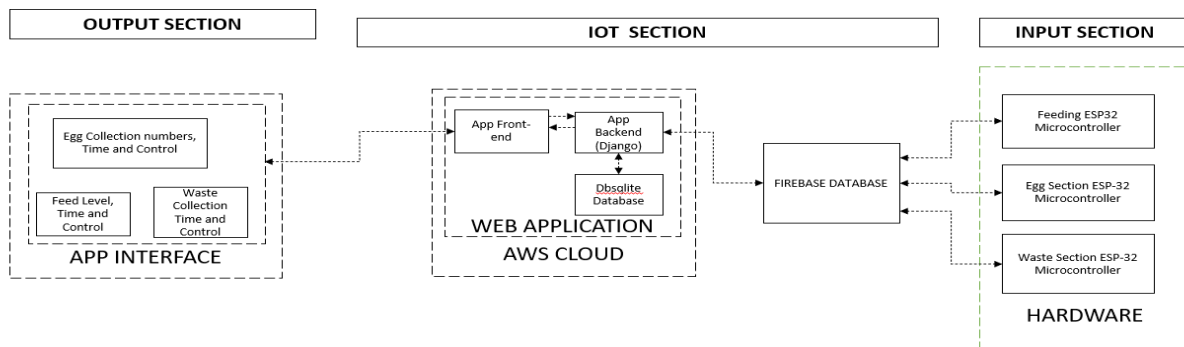 OUTPUT SECTION
IOT SECTION
INPUT SECTION
Egg Collection numbers,
Time and Control
Feed Level,
Time and
Control
Waste
Collection
Time and
Control
APP INTERFACE
App Front-
end
App
Backend
(Django)
Dbsqlite
Database
WEB APPLICATION
AWS CLOUD
FIREBASE DATABASE
Feeding ESP32
Microcontroller
Egg Section ESP-32
Microcontroller
Waste Section ESP-32
Microcontroller
HARDWARE